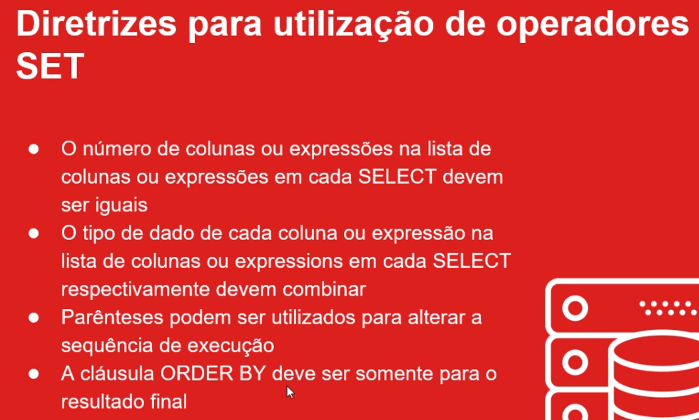 Diretrizes para utilização de operadores
SET
● O número de colunas ou expressões na lista de
colunas ou expressões em cada SELECT devem
ser iguais
● O tipo de dado de cada coluna ou expressão na
lista de colunas ou expressions em cada SELECT
respectivamente devem combinar
● Parênteses podem ser utilizados para alterar a
sequência de execução
● A cláusula ORDER BY deve ser somente para o
resultado final